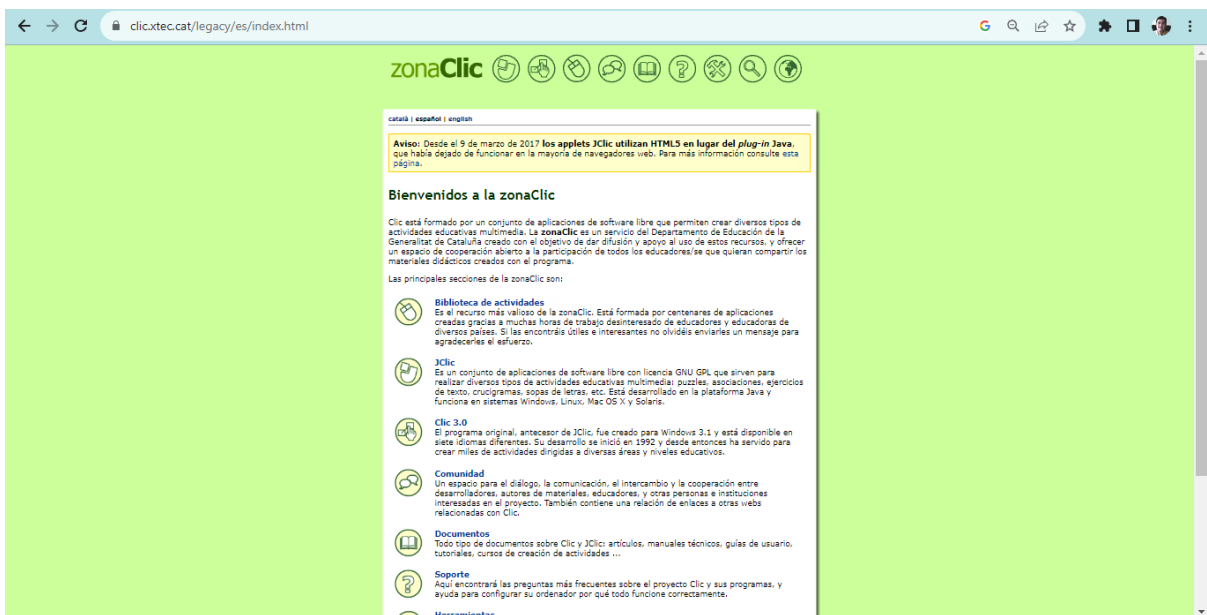 clic.xtec.cat/legacy/es/index.html
zonaClic
català | español | english
Aviso: Desde el 9 de marzo de 2017 los applets JClic utilizan HTML5 en lugar del plug-in Java,
que había dejado de funcionar en la mayoria de navegadores web. Para más información consulte esta
página.
Bienvenidos a la zonaClic
Clic está formado por un conjunto de aplicaciones de software libre que permiten crear diversos tipos de
actividades educativas multimedia. La zonaClic es un servicio del Departamento de Educación de la
Generalitat de Cataluña creado con el objetivo de dar difusión y apoyo al uso de estos recursos, y ofrecer
un espacio de cooperación abierto a la participación de todos los educadores/se que quieran compartir los
materiales didácticos creados con el programa.
Las principales secciones de la zonaClic son:
Biblioteca de actividades
Es el recurso más valioso de la zonaClic. Está formada por centenares de aplicaciones
creadas gracias a muchas horas de trabajo desinteresado de educadores y educadoras de
diversos países. Si las encontráis útiles e interesantes no olvidéis enviarles un mensaje para
agradecerles el esfuerzo.
JClic
Es un conjunto de aplicaciones de software libre con licencia GNU GPL que sirven para
realizar diversos tipos de actividades educativas multimedia: puzzles, asociaciones, ejercicios
de texto, crucigramas, sopas de letras, etc. Está desarrollado en la plataforma Java y
funciona en sistemas Windows, Linux, Mac OS X y Solaris.
Clic 3.0
El programa original, antecesor de JClic, fue creado para Windows 3.1 y está disponible en
siete idiomas diferentes. Su desarrollo se inició en 1992 y desde entonces ha servido para
crear miles de actividades dirigidas a diversas áreas y niveles educativos.
Comunidad
Un espacio para el diálogo, la comunicación, el intercambio y la cooperación entre
desarrolladores, autores de materiales, educadores, y otras personas e instituciones
interesadas en el proyecto. También contiene una relación de enlaces a otras webs
relacionadas con Clic.
Documentos
Todo tipo de documentos sobre Clic y JClic: artículos, manuales técnicos, guías de usuario,
tutoriales, cursos de creación de actividades ...
Soporte
Aquí encontrará las preguntas más frecuentes sobre el proyecto Clic y sus programas, y
ayuda para configurar su ordenador por qué todo funcione correctamente.
Herramientas